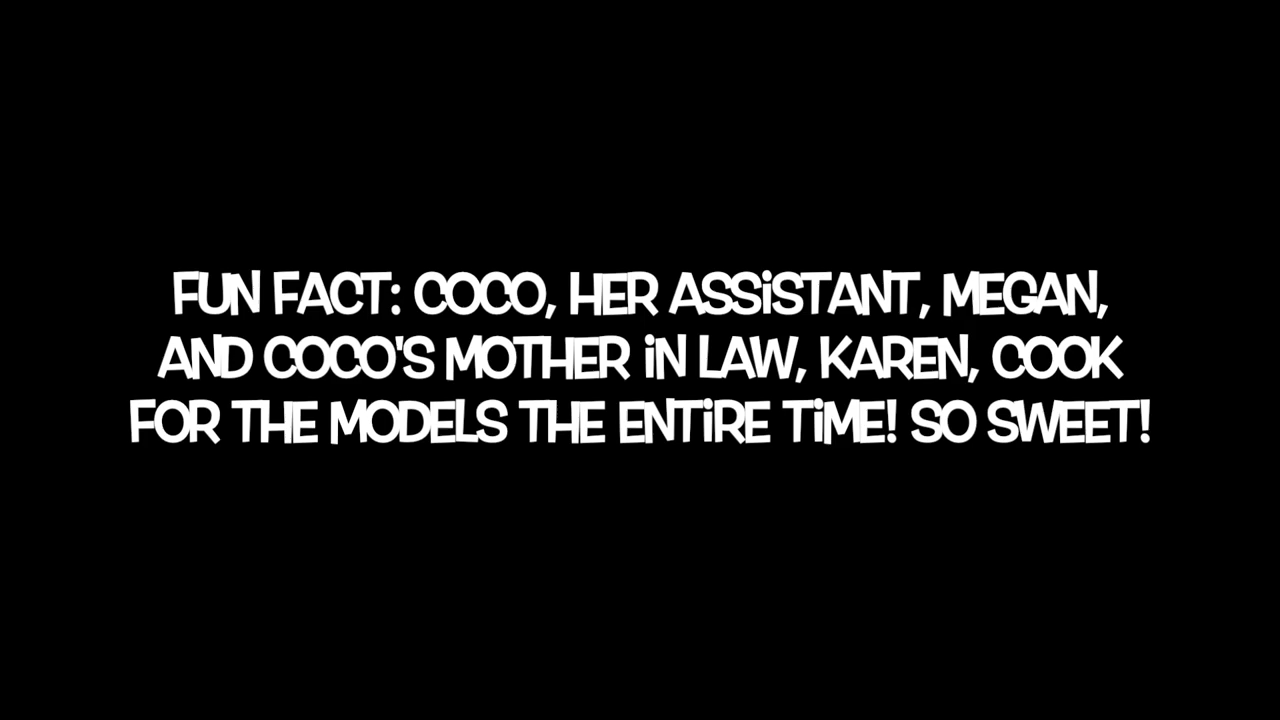 FUN FACT: COCO, HER ASSiSTANT, MEGAN,
AND COCO'S MOTHER iN LAW, KAREN, COOK
FOR THE MODELS THE ENTiRE TiME! SO SWEET!